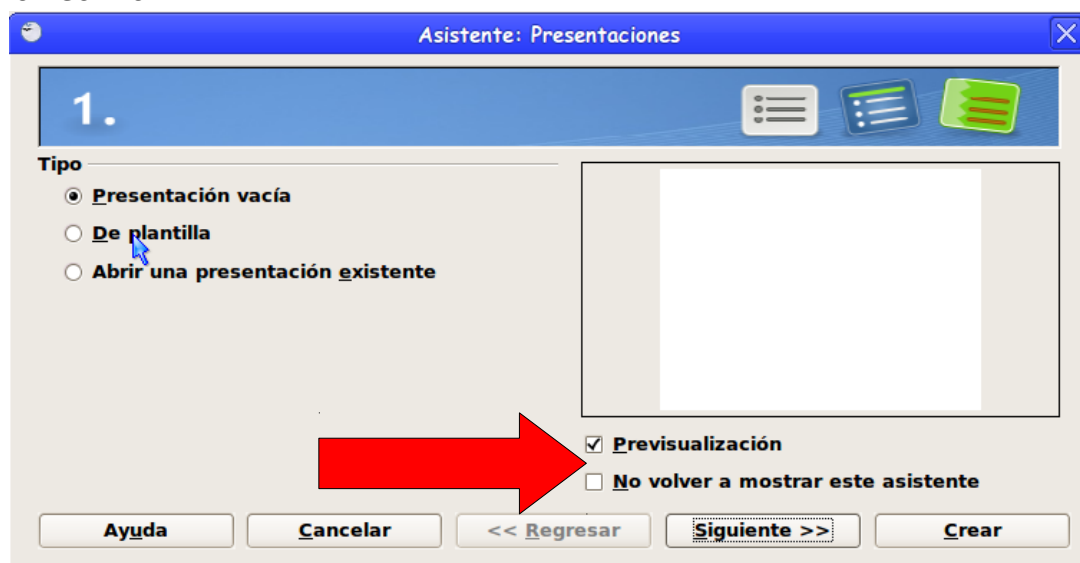 Asistente: Presentaciones
1.
Tipo
Presentación vacía
De plantilla
Abrir una presentación existente
Previsualización
No volver a mostrar este asistente
Ayuda
Cancelar
<< Regresar
Siguiente >>
Crear